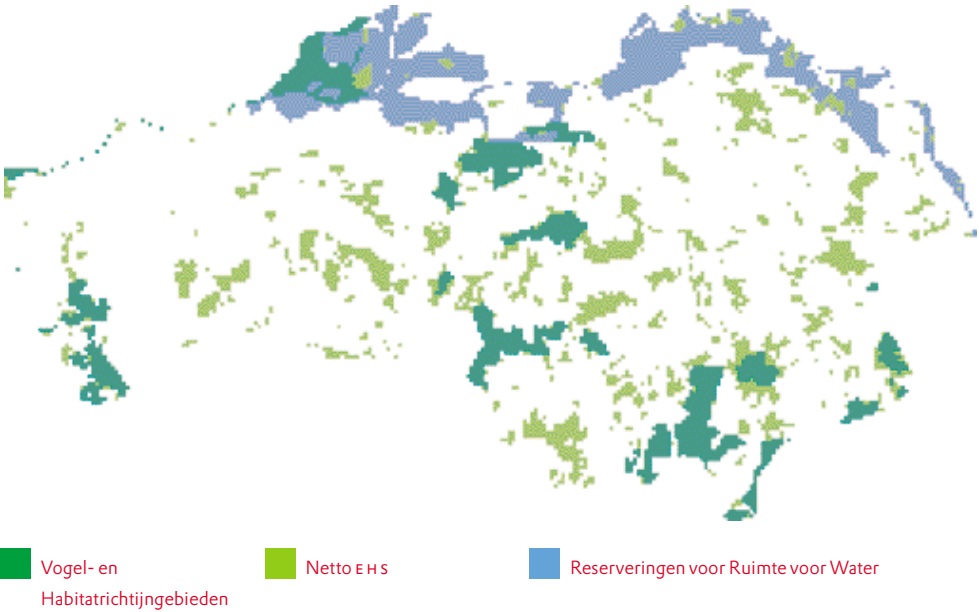 Vogel- en
Habitatrichtijngebieden
Netto EHS
Reserveringen voor Ruimte voor Water